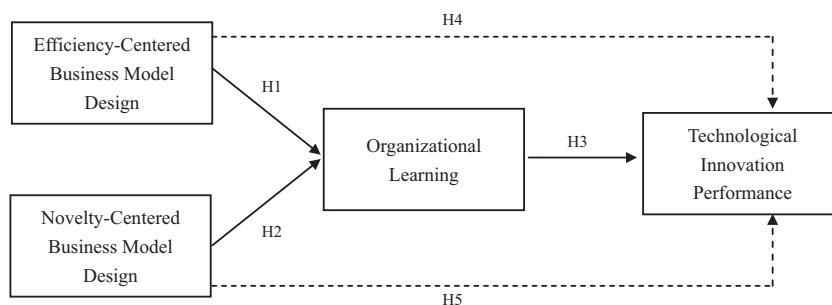 H4
Efficiency-Centered
Business Model
Design
H1
Organizational
Learning
H3
Technological
Innovation
Performance
Novelty-Centered
Business Model
Design
H2
H5